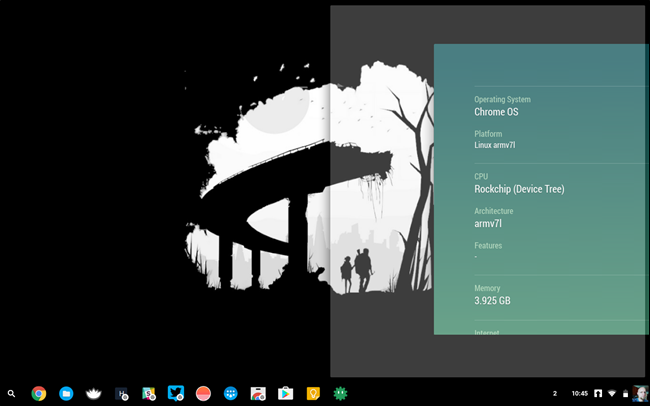 Operating System
Chrome OS
Platform
Linux armv7l
CPU
Rockchip (Device Tree)
Architecture
armv7l
Features
-
Memory
3.925 GB
Internet
2
10:45